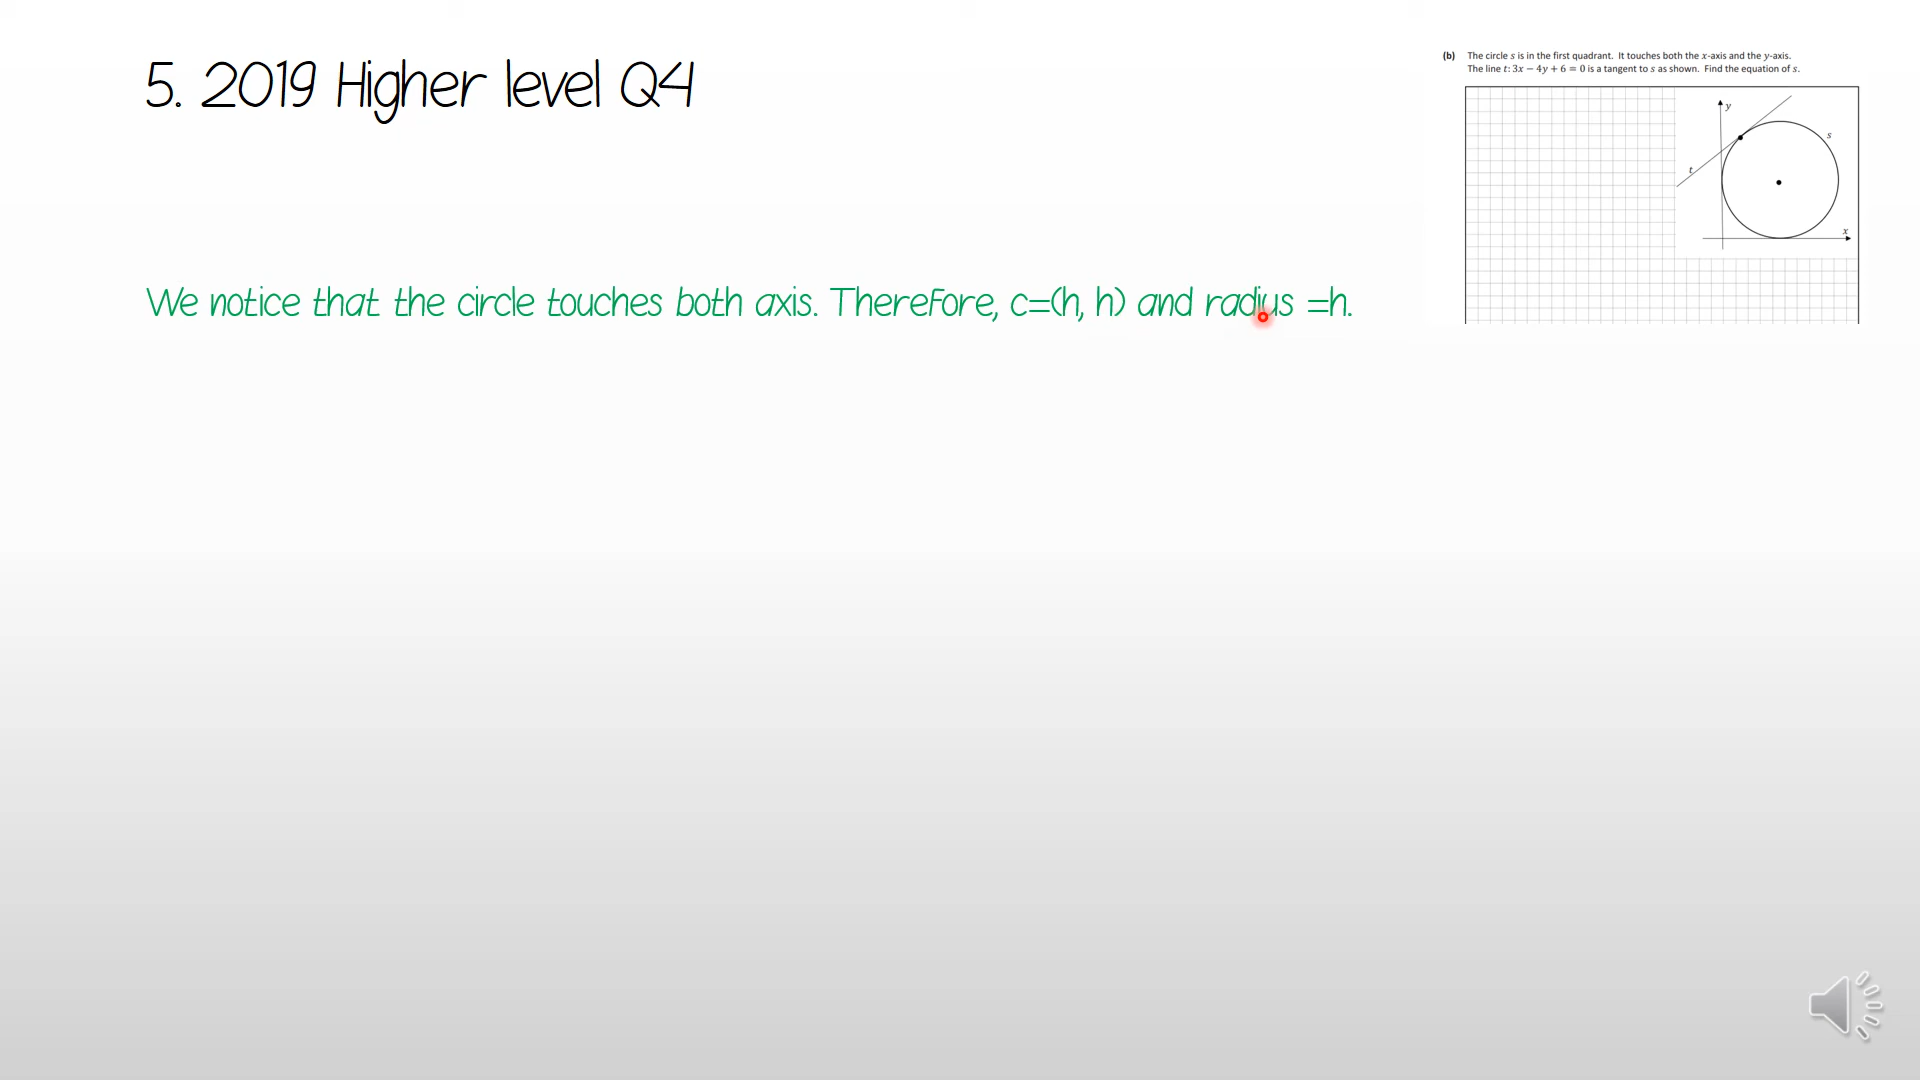 5. 2019 Higher level Q4
(b) The circle s is in the first quadrant. It touches both the x-axis and the y-axis.
The line t: 3x − 4y + 6 = 0 is a tangent to s as shown. Find the equation of s.
y
s
t
x
We notice that the circle touches both axis. Therefore, c=(h, h) and radius =h.